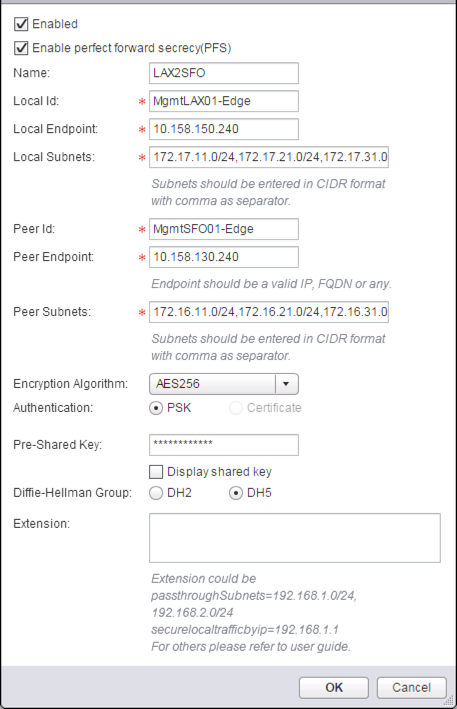 Enabled
Enable perfect forward secrecy(PFS)
Name: LAX2SFO
Local Id: * MgmtLAX01-Edge
Local Endpoint: * 10.158.150.240
Local Subnets: * 172.17.11.0/24,172.17.21.0/24,172.17.31.0
Subnets should be entered in CIDR format
with comma as separator.
Peer Id: * MgmtSFO01-Edge
Peer Endpoint: * 10.158.130.240
Endpoint should be a valid IP, FQDN or any.
Peer Subnets: * 172.16.11.0/24,172.16.21.0/24,172.16.31.0
Subnets should be entered in CIDR format
with comma as separator.
Encryption Algorithm: AES256
Authentication: PSK Certificate
Pre-Shared Key: ************
Display shared key
Diffie-Hellman Group: DH2 DH5
Extension:
Extension could be
passthroughSubnets=192.168.1.0/24,
192.168.2.0/24
securelocaltrafficbyip=192.168.1.1
For others please refer to user guide.
OK Cancel